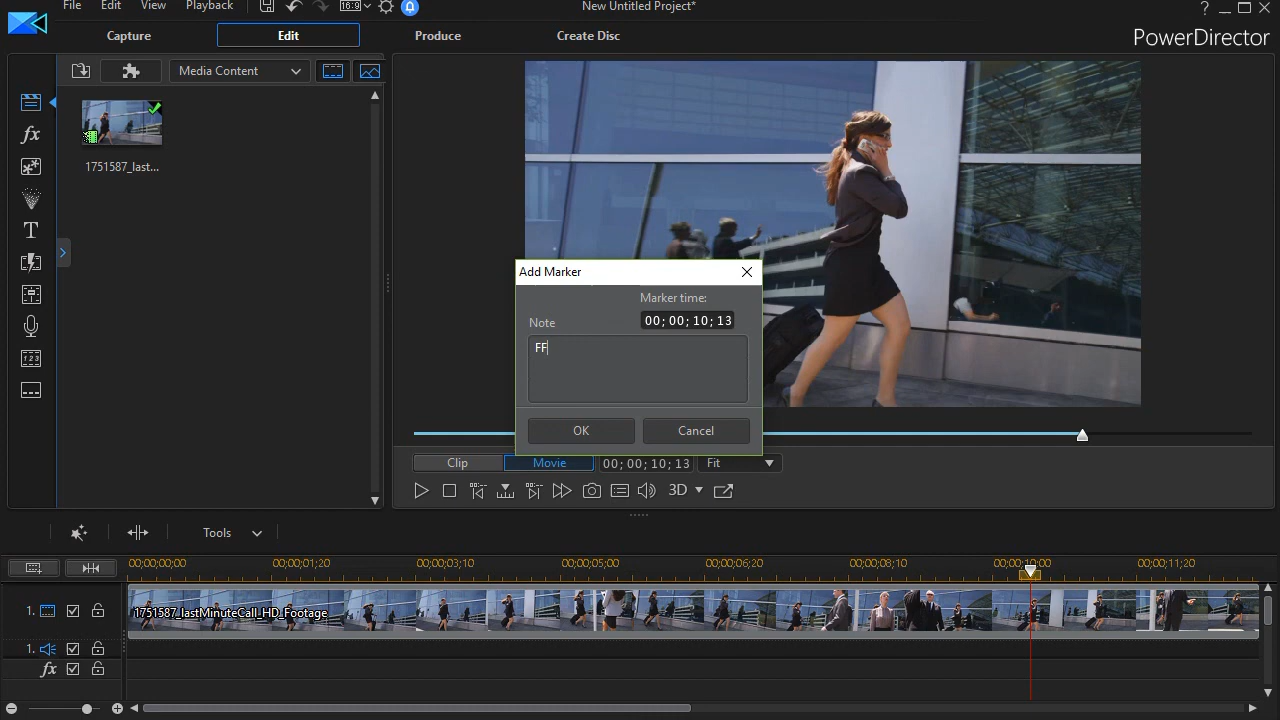 File Edit View Playback 16:9 New Untitled Project* ?
Capture Edit Produce Create Disc PowerDirector
Media Content
1751587_last...
fx
T
Add Marker
Marker time:
Note 00; 00; 10; 13
FF
OK Cancel
Clip Movie 00; 00; 10; 13 Fit
3D
Tools
00;00;00;00 00;00;01;20 00;00;03;10 00;00;05;00 00;00;06;20 00;00;08;10 00;00;10;00 00;00;11;20
1. 1751587_lastMinuteCall_HD_Footage
1.
fx